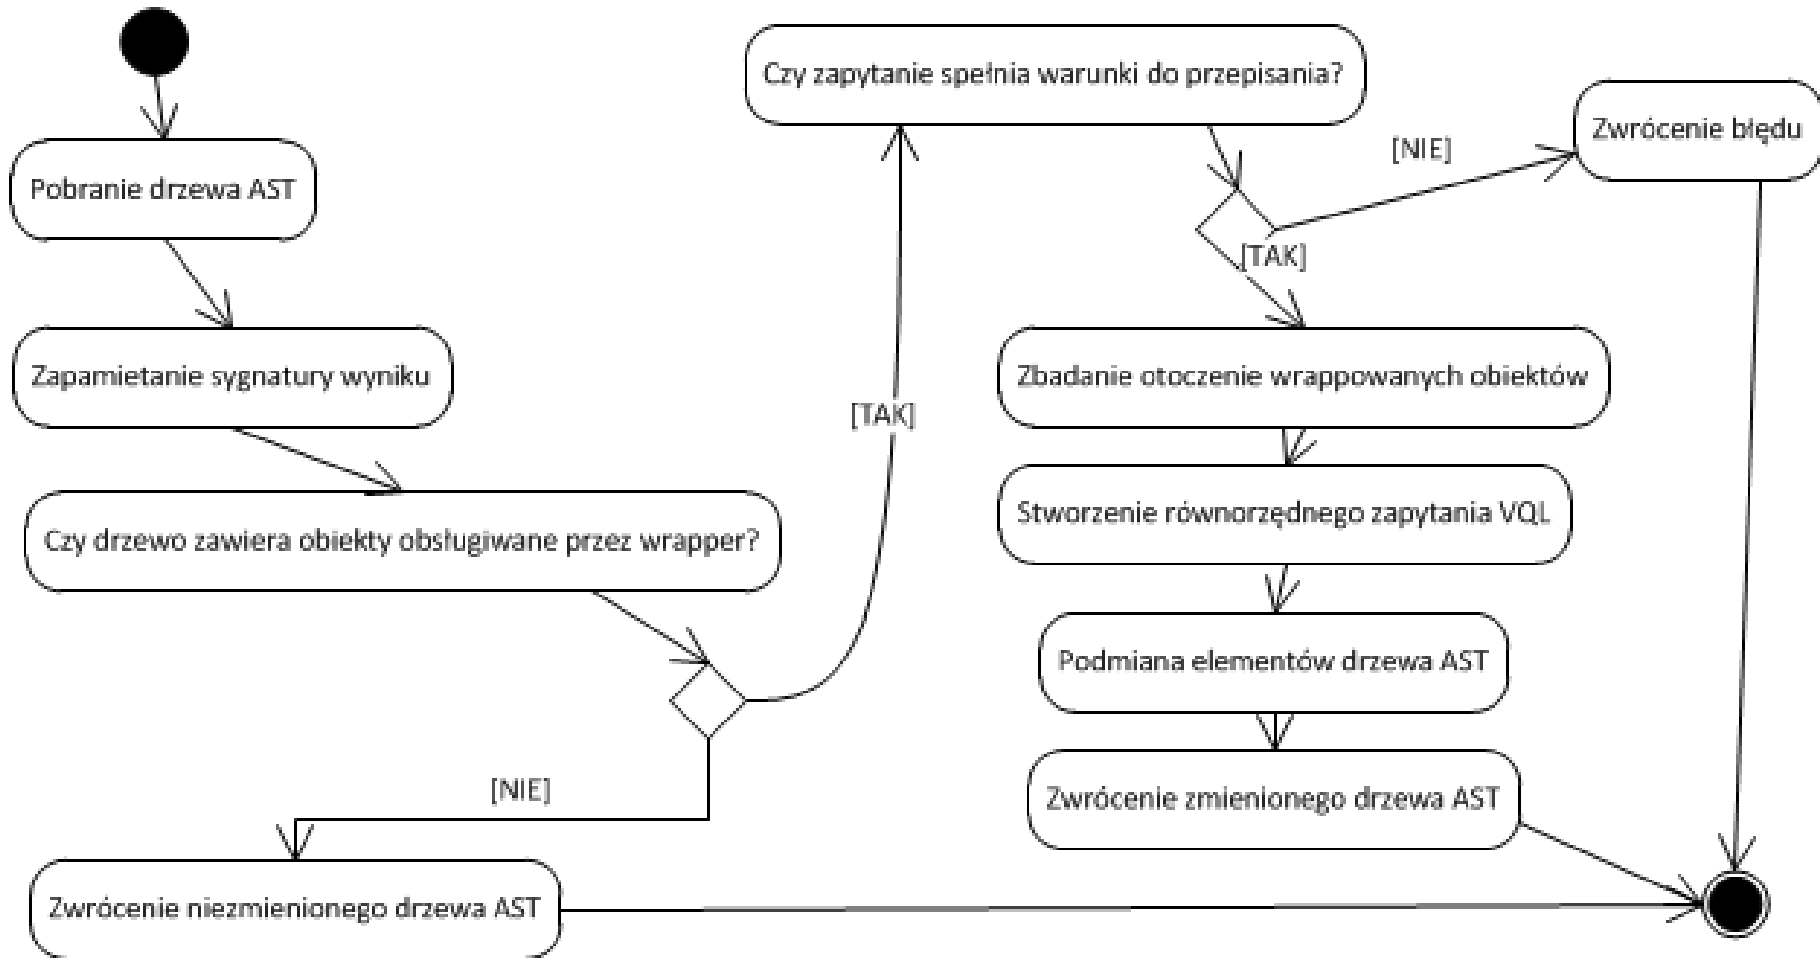 Pobranie drzewa AST
Zapamietanie sygnatury wyniku
Czy drzewo zawiera obiekty obsługiwane przez wrapper?
[TAK]
[NIE]
Zwrócenie niezmienionego drzewa AST
Czy zapytanie spełnia warunki do przepisania?
[NIE]
Zwrócenie błędu
[TAK]
Zbadanie otoczenie wrappowanych obiektów
Stworzenie równorzędnego zapytania VQL
Podmiana elementów drzewa AST
Zwrócenie zmienionego drzewa AST